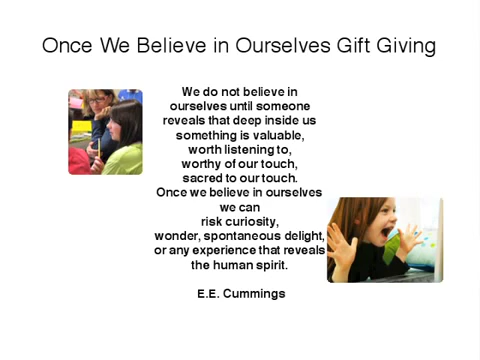 Once We Believe in Ourselves Gift Giving
We do not believe in
ourselves until someone
reveals that deep inside us
something is valuable,
worth listening to,
worthy of our touch,
sacred to our touch.
Once we believe in ourselves
we can
risk curiosity,
wonder, spontaneous delight,
or any experience that reveals
the human spirit.
E.E. Cummings